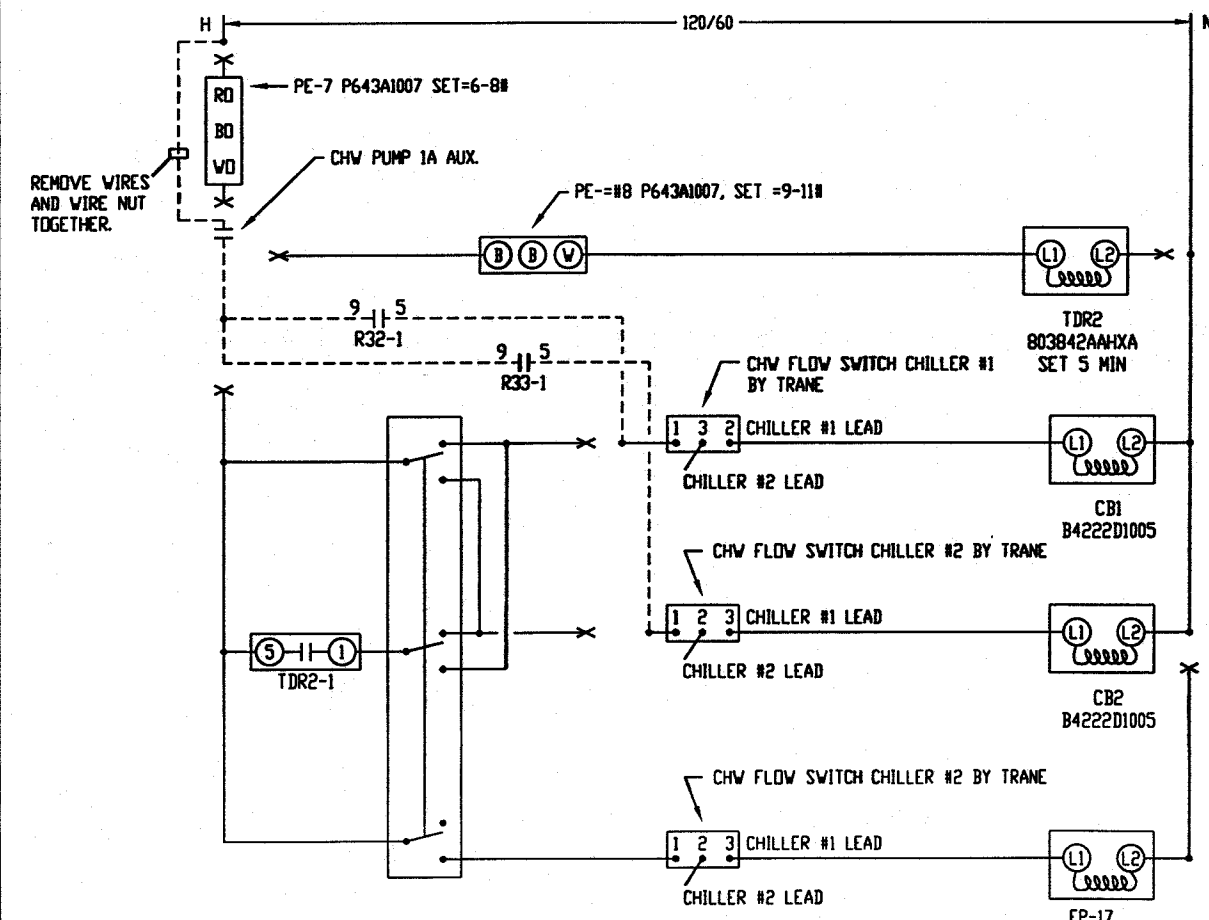 H
120/60
N
PE-7 P643A1007 SET=6-8#
RO
BO
WO
CHW PUMP 1A AUX.
REMOVE WIRES
AND WIRE NUT
TOGETHER.
PE-=#8 P643A1007, SET =9-11#
B B W
L1 L2
TDR2
803842AAHXA
SET 5 MIN
9 5
R32-1
9 5
R33-1
CHW FLOW SWITCH CHILLER #1
BY TRANE
1 3 2 CHILLER #1 LEAD
L1 L2
CHILLER #2 LEAD
CB1
B4222D1005
CHW FLOW SWITCH CHILLER #2 BY TRANE
1 2 3 CHILLER #1 LEAD
L1 L2
5 1
TDR2-1
CHILLER #2 LEAD
CB2
B4222D1005
CHW FLOW SWITCH CHILLER #2 BY TRANE
1 2 3 CHILLER #1 LEAD
L1 L2
CHILLER #2 LEAD
EP-17